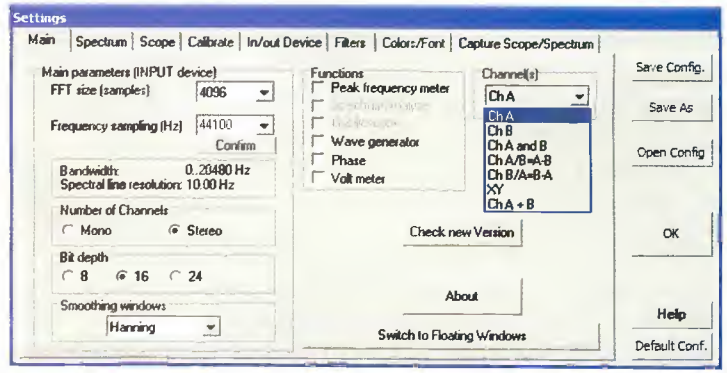 Settings
Main Spectrum Scope Calibrate In/out Device Filters Colors/Font Capture Scope/Spectrum
Main parameters (INPUT device)
FFT size (samples) 4096
Frequency sampling (Hz) 44100
Confirm
Bandwidth: 0..20480 Hz
Spectral line resolution: 10.00 Hz
Number of Channels
Mono Stereo
Bit depth
8 16 24
Smoothing windows
Hanning
Functions
Peak frequency meter
Wave generator
Phase
Volt meter
Channel(s)
Ch A
Ch A
Ch B
Ch A and B
Ch A/B=A-B
Ch B/A=B-A
XY
Ch A + B
Check new Version
About
Switch to Floating Windows
Save Config.
Save As
Open Config
OK
Help
Default Conf.